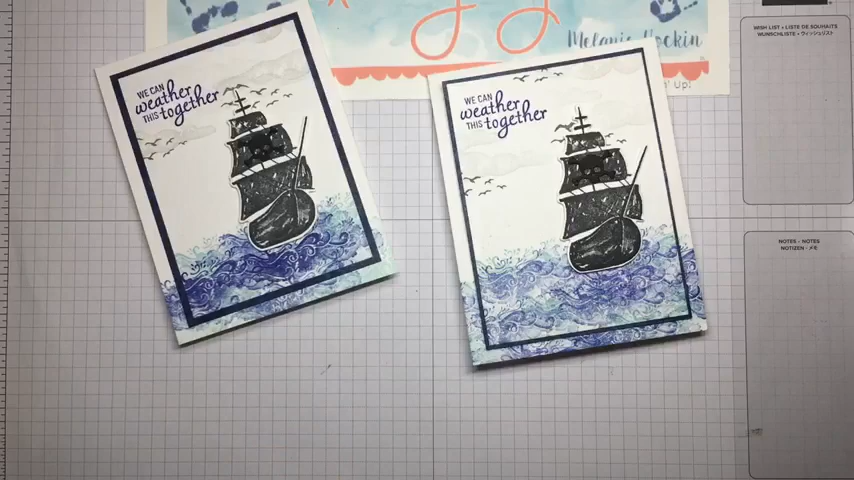 Melanie Hockin
Up!
WE CAN
weather
THIS together
WE CAN
weather
THIS together
WISH LIST • LISTE DE SOUHAITS
WUNSCHLISTE • ウィッシュリスト
NOTES • NOTES
NOTIZEN • メモ